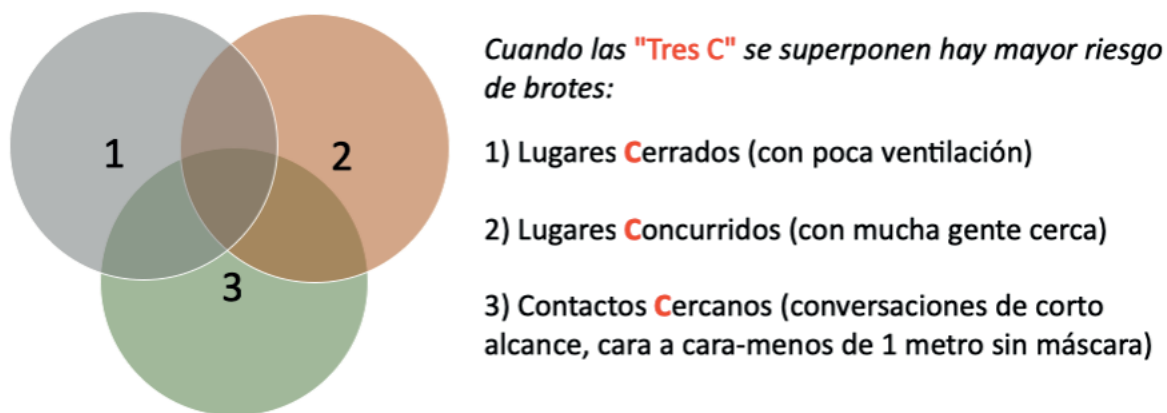 1
2
3
Cuando las "Tres C" se superponen hay mayor riesgo
de brotes:
1) Lugares Cerrados (con poca ventilación)
2) Lugares Concurridos (con mucha gente cerca)
3) Contactos Cercanos (conversaciones de corto
alcance, cara a cara-menos de 1 metro sin máscara)